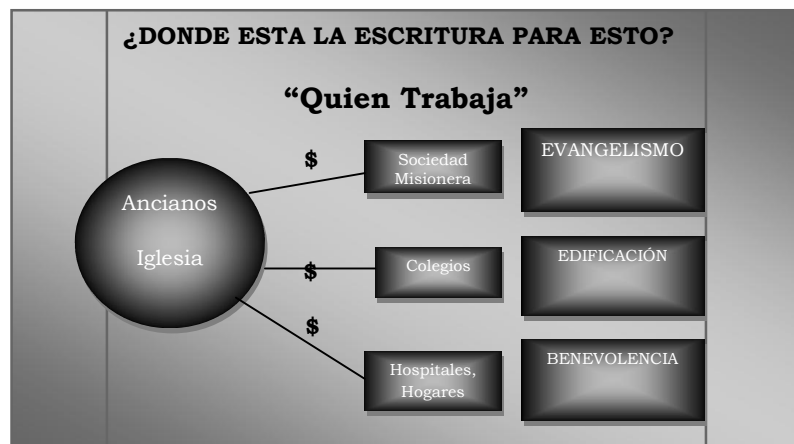 ¿DONDE ESTA LA ESCRITURA PARA ESTO?
“Quien Trabaja”
Ancianos
Iglesia
$
Sociedad
Misionera
EVANGELISMO
$
Colegios
EDIFICACIÓN
$
Hospitales,
Hogares
BENEVOLENCIA